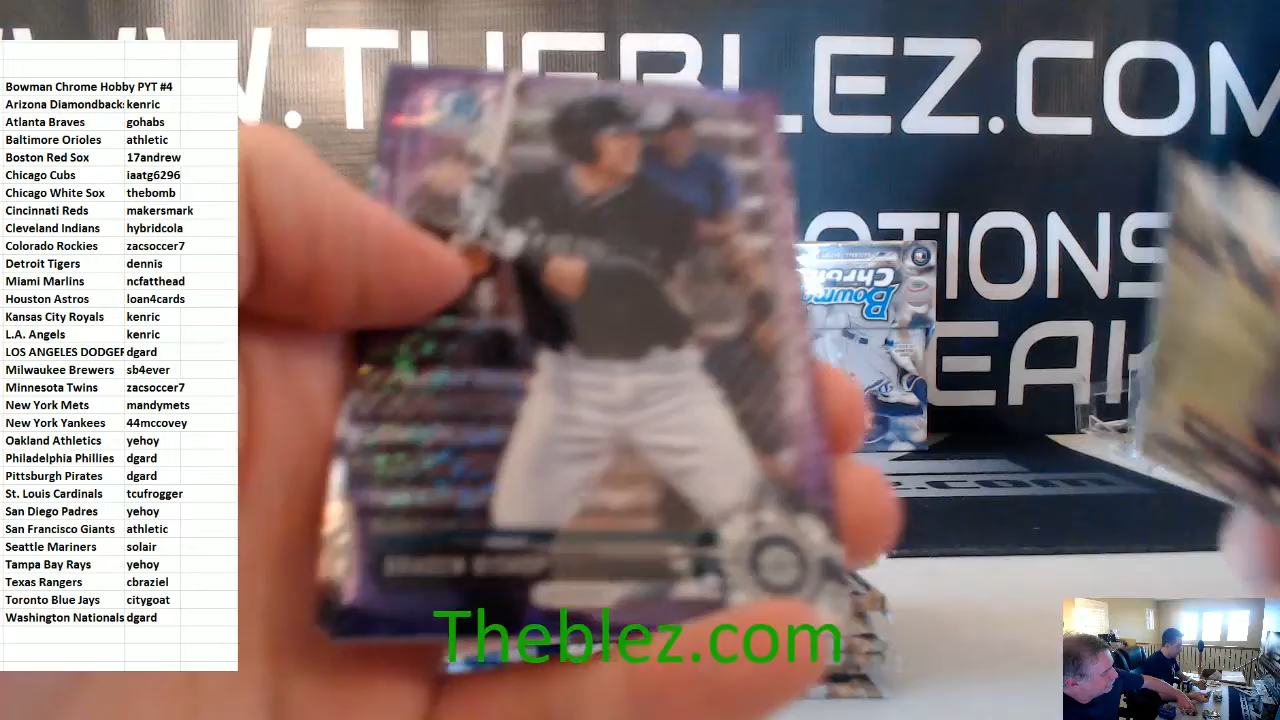 WWW.THEBLEZ.COM
Bowman Chrome Hobby PYT #4
Arizona Diamondback: kenric
Atlanta Braves gohabs
Baltimore Orioles athletic
Boston Red Sox 17andrew
Chicago Cubs iaatg6296
Chicago White Sox thebomb
Cincinnati Reds makersmark
Cleveland Indians hybridcola
Colorado Rockies zacsoccer7
Detroit Tigers dennis
Miami Marlins ncfatthead
Houston Astros loan4cards
Kansas City Royals kenric
L.A. Angels kenric
LOS ANGELES DODGER dgard
Milwaukee Brewers sb4ever
Minnesota Twins zacsoccer7
New York Mets mandymets
New York Yankees 44mccovey
Oakland Athletics yehoy
Philadelphia Phillies dgard
Pittsburgh Pirates dgard
St. Louis Cardinals tcufrogger
San Diego Padres yehoy
San Francisco Giants athletic
Seattle Mariners solair
Tampa Bay Rays yehoy
Texas Rangers cbraziel
Toronto Blue Jays citygoat
Washington Nationals dgard
OTIONS
EAK
Bowman
Chrome
Theblez.com